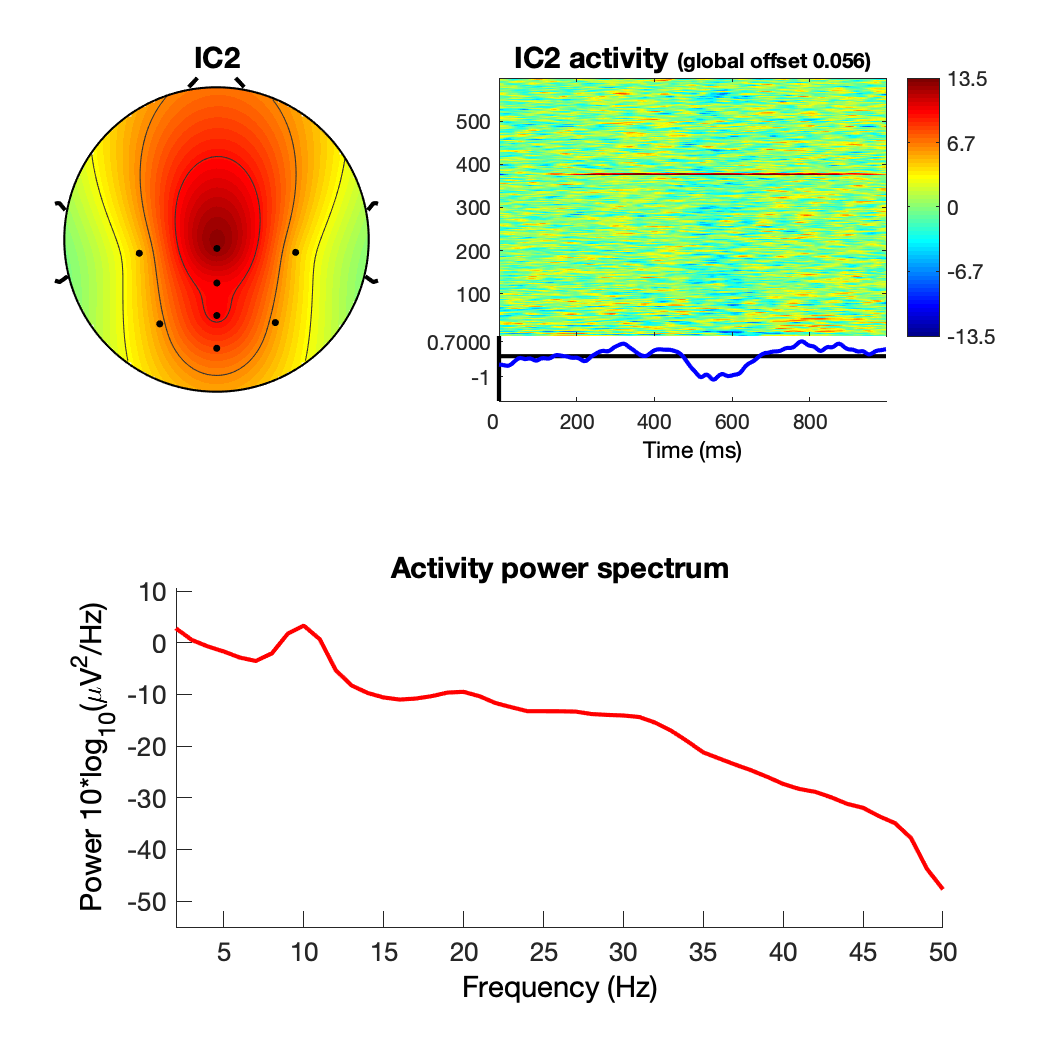 IC2
IC2 activity (global offset 0.056)
500
400
300
200
100
13.5
6.7
0
-6.7
-13.5
0.7000
-1
0 200 400 600 800
Time (ms)
Activity power spectrum
Power 10*log10(μV2/Hz)
10
0
-10
-20
-30
-40
-50
5 10 15 20 25 30 35 40 45 50
Frequency (Hz)